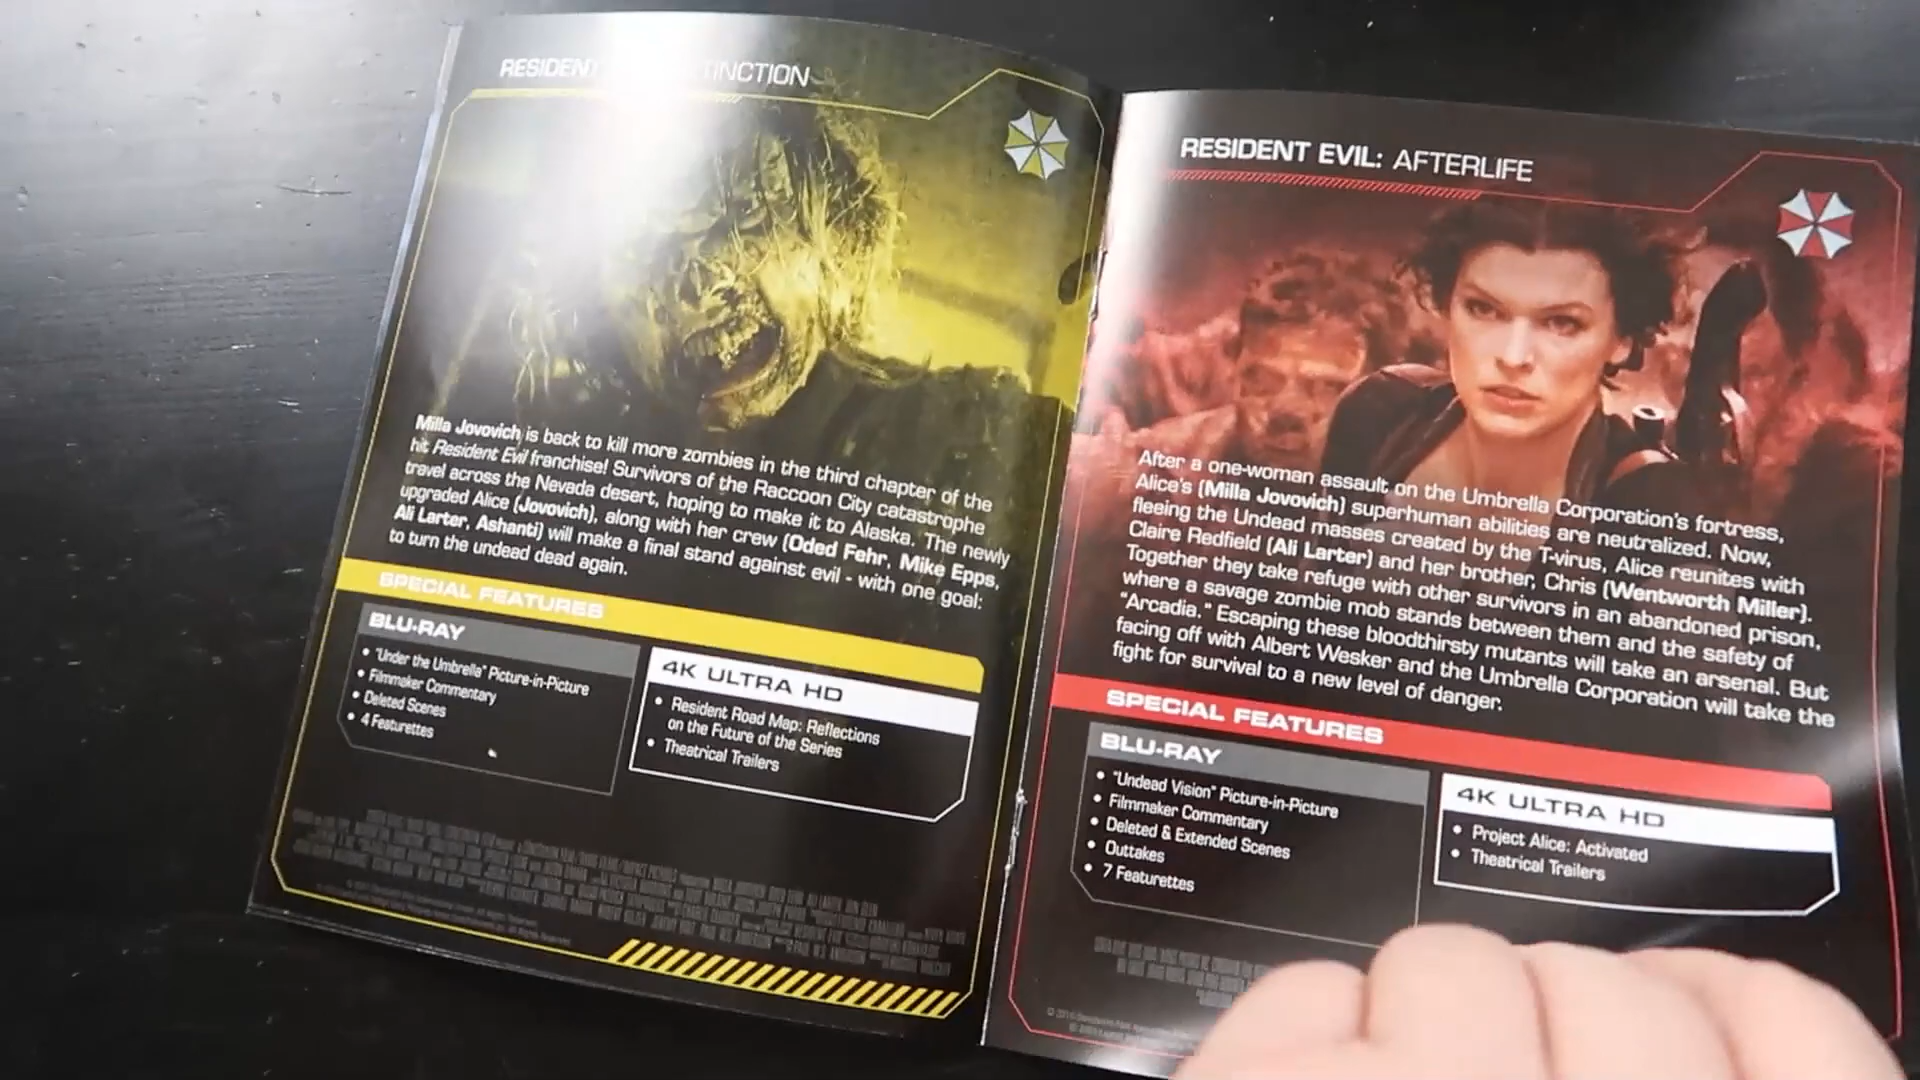 RESIDENT TINCTION
Milla Jovovich is back to kill more zombies in the third chapter of the
hit Resident Evil franchise! Survivors of the Raccoon City catastrophe
travel across the Nevada desert, hoping to make it to Alaska. The newly
upgraded Alice (Jovovich), along with her crew (Oded Fehr, Mike Epps,
Ali Larter, Ashanti) will make a final stand against evil - with one goal:
to turn the undead dead again.
SPECIAL FEATURES
BLU-RAY
• "Under the Umbrella" Picture-in-Picture
• Filmmaker Commentary
• Deleted Scenes
• 4 Featurettes
4K ULTRA HD
• Resident Road Map: Reflections
on the Future of the Series
• Theatrical Trailers
RESIDENT EVIL: AFTERLIFE
After a one-woman assault on the Umbrella Corporation's fortress,
Alice's (Milla Jovovich) superhuman abilities are neutralized. Now,
fleeing the Undead masses created by the T-virus, Alice reunites with
Claire Redfield (Ali Larter) and her brother, Chris (Wentworth Miller).
Together they take refuge with other survivors in an abandoned prison,
where a savage zombie mob stands between them and the safety of
"Arcadia." Escaping these bloodthirsty mutants will take an arsenal. But
facing off with Albert Wesker and the Umbrella Corporation will take the
fight for survival to a new level of danger.
SPECIAL FEATURES
BLU-RAY
• "Undead Vision" Picture-in-Picture
• Filmmaker Commentary
• Deleted & Extended Scenes
• Outtakes
• 7 Featurettes
4K ULTRA HD
• Project Alice: Activated
• Theatrical Trailers